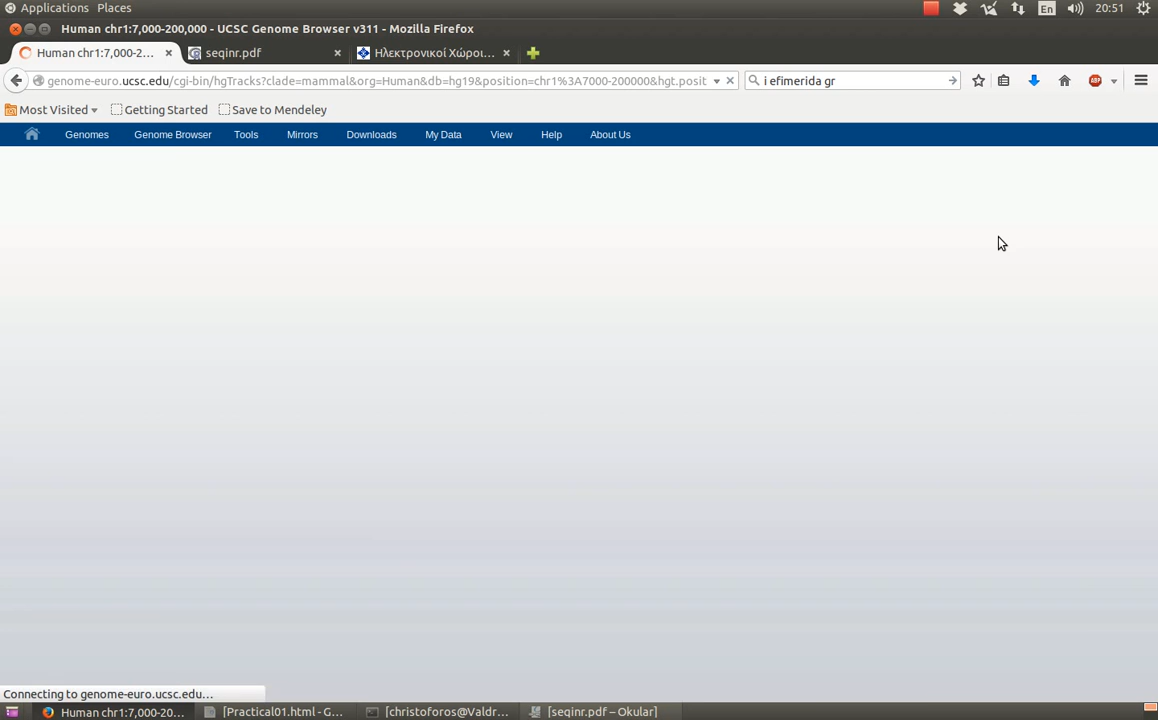 Applications Places En 20:51
Human chr1:7,000-200,000 - UCSC Genome Browser v311 - Mozilla Firefox
Human chr1:7,000-2... seqinr.pdf Ηλεκτρονικοί Χώροι...
genome-euro.ucsc.edu/cgi-bin/hgTracks?clade=mammal&org=Human&db=hg19&position=chr1%3A7000-200000&hgt.posit i efimerida gr ABP
Most Visited Getting Started Save to Mendeley
Genomes Genome Browser Tools Mirrors Downloads My Data View Help About Us
Connecting to genome-euro.ucsc.edu...
Human chr1:7,000-20... [Practical01.html - G... [christoforos@Valdr... [seqinr.pdf – Okular]